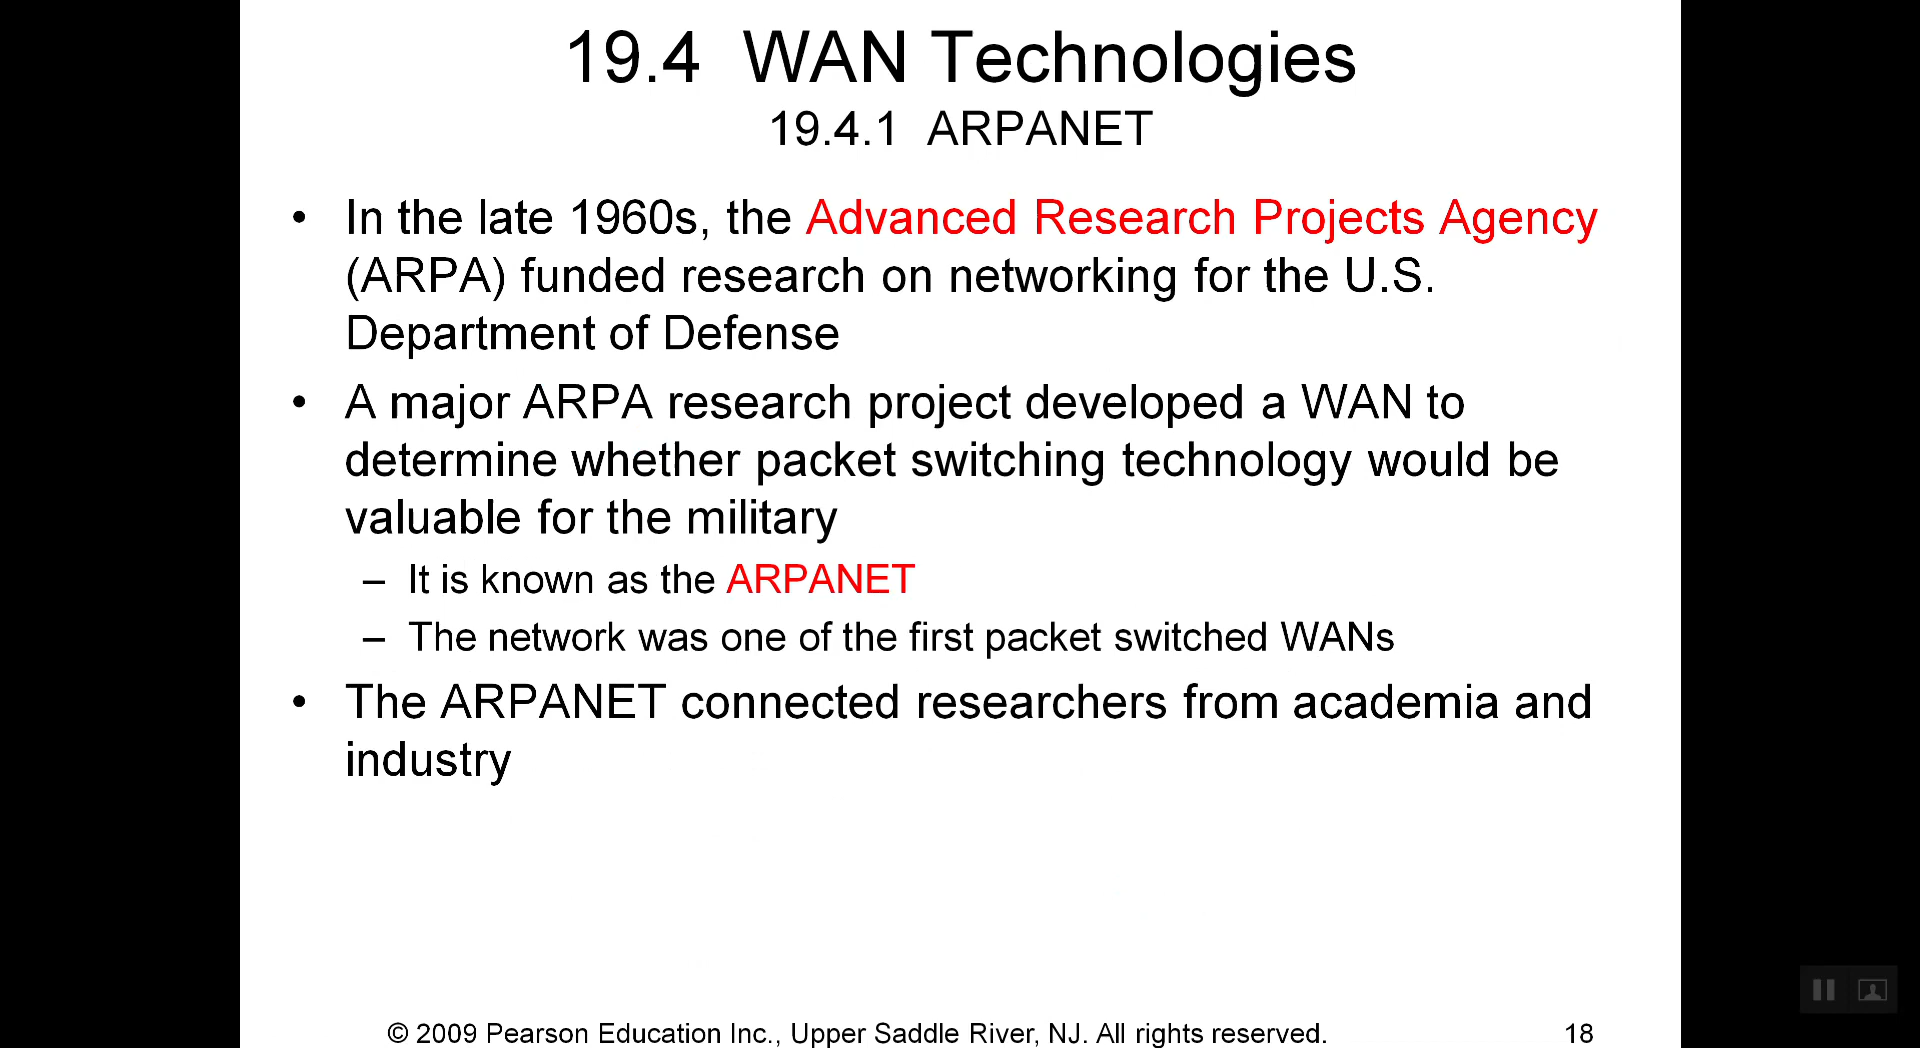 19.4 WAN Technologies
19.4.1 ARPANET
• In the late 1960s, the Advanced Research Projects Agency
(ARPA) funded research on networking for the U.S.
Department of Defense
• A major ARPA research project developed a WAN to
determine whether packet switching technology would be
valuable for the military
– It is known as the ARPANET
– The network was one of the first packet switched WANs
• The ARPANET connected researchers from academia and
industry
© 2009 Pearson Education Inc., Upper Saddle River, NJ. All rights reserved.
18